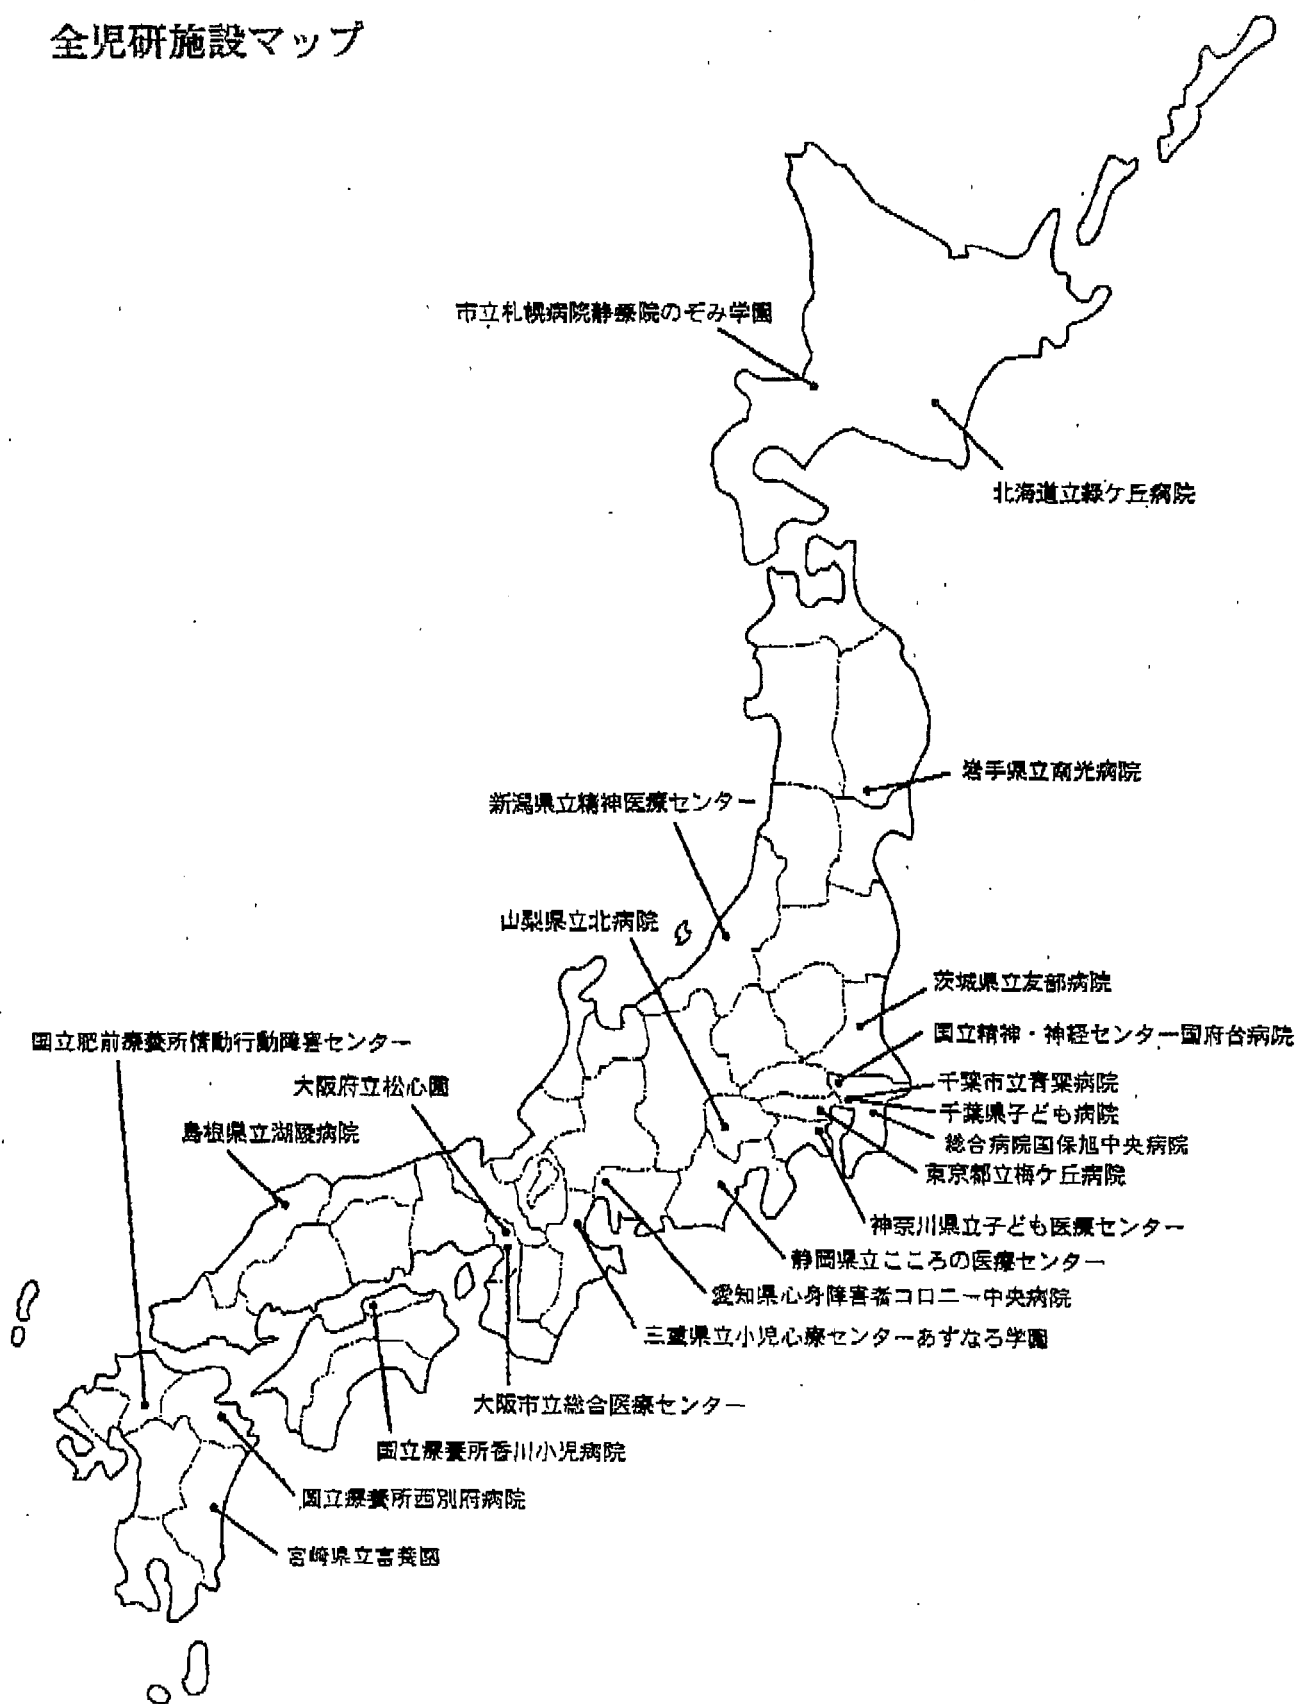 全児研施設マップ
市立札幌病院静療院のぞみ学園
北海道立緑ケ丘病院
岩手県立南光病院
新潟県立精神医療センター
山梨県立北病院
茨城県立友部病院
国立精神・神経センター国府台病院
国立肥前療養所情動行動障害センター
千葉市立青葉病院
大阪府立松心園
千葉県子ども病院
島根県立湖陵病院
総合病院国保旭中央病院
東京都立梅ケ丘病院
神奈川県立子ども医療センター
静岡県立こころの医療センター
愛知県心身障害者コロニー中央病院
三重県立小児心療センターあすなろ学園
大阪市立総合医療センター
国立療養所香川小児病院
国立療養所西別府病院
宮崎県立富養園